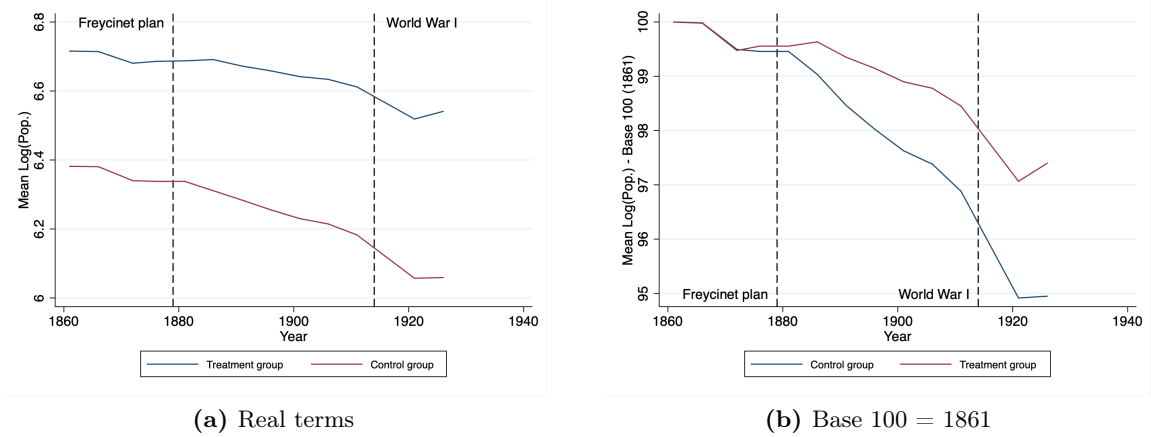 Freycinet plan
World War I
Mean Log(Pop.)
6.8
6.6
6.4
6.2
6
1860
1880
1900
1920
1940
Year
Treatment group
Control group
(a) Real terms
Mean Log(Pop.) - Base 100 (1861)
100
99
98
97
96
95
Freycinet plan
World War I
1860
1880
1900
1920
1940
Year
Control group
Treatment group
(b) Base 100 = 1861